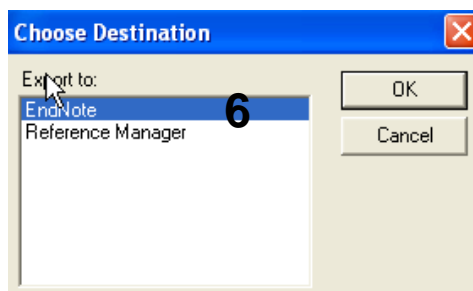 Choose Destination
Export to:
OK
EndNote
6
Reference Manager
Cancel